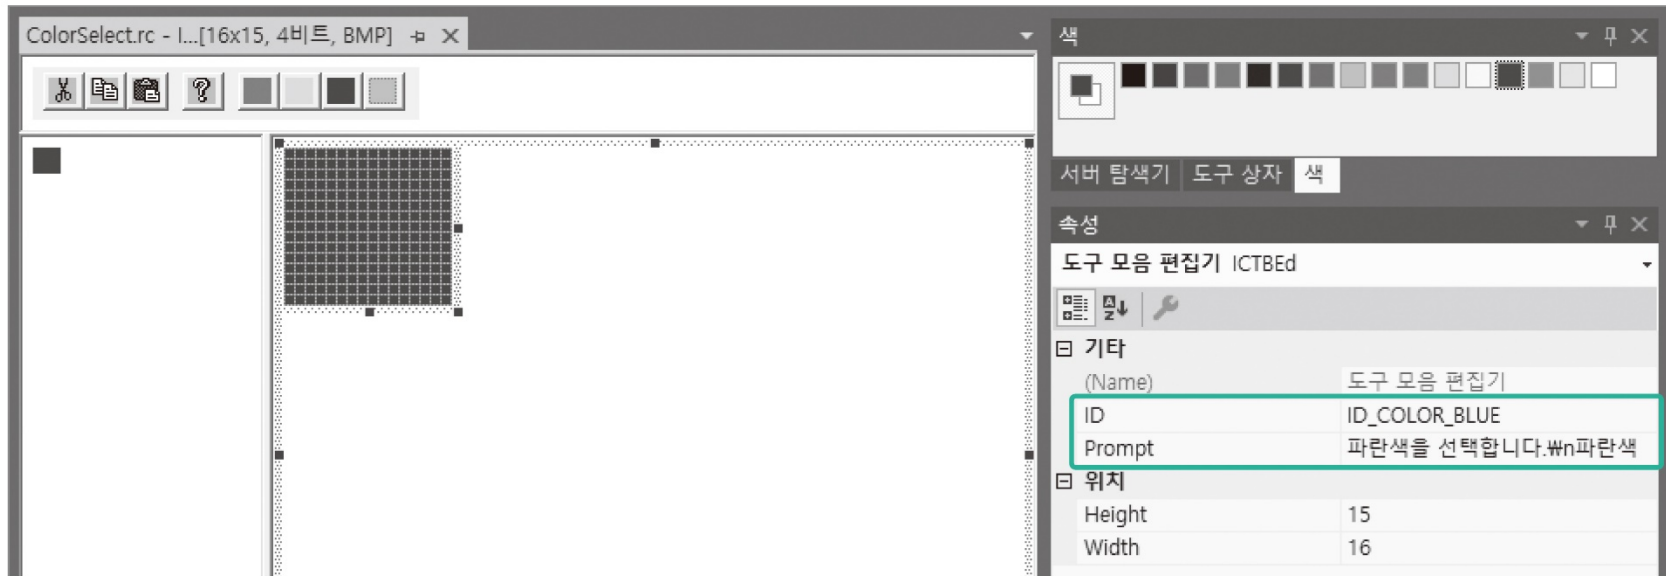 ColorSelect.rc - I...[16x15, 4비트, BMP]
색
서버 탐색기 도구 상자 색
속성
도구 모음 편집기 ICTBEd
기타
(Name) 도구 모음 편집기
ID ID_COLOR_BLUE
Prompt 파란색을 선택합니다.₩n파란색
위치
Height 15
Width 16